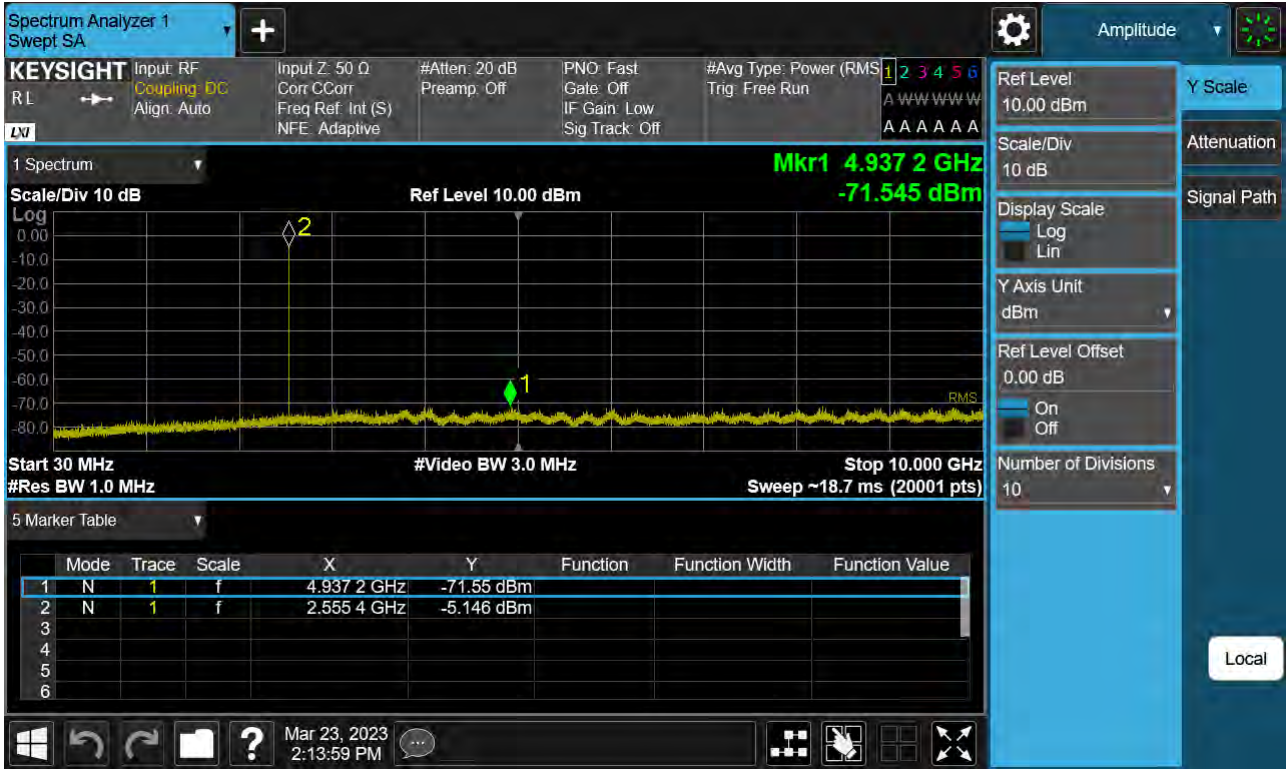 Spectrum Analyzer 1
Swept SA
+
Amplitude
KEYSIGHT
RL
LXI
Input: RF
Coupling: DC
Align: Auto
Input Z: 50 Ω
Corr CCorr
Freq Ref: Int (S)
NFE: Adaptive
#Atten: 20 dB
Preamp: Off
PNO: Fast
Gate: Off
IF Gain: Low
Sig Track: Off
#Avg Type: Power (RMS
Trig: Free Run
1 2 3 4 5 6
A W W W W W
A A A A A A
1 Spectrum
Mkr1 4.937 2 GHz
Scale/Div 10 dB
Ref Level 10.00 dBm
-71.545 dBm
Log
0.00
-10.0
-20.0
-30.0
-40.0
-50.0
-60.0
-70.0
-80.0
2
1
RMS
Start 30 MHz
#Video BW 3.0 MHz
Stop 10.000 GHz
#Res BW 1.0 MHz
Sweep ~18.7 ms (20001 pts)
5 Marker Table
Mode Trace Scale X Y Function Function Width Function Value
1 N 1 f 4.937 2 GHz -71.55 dBm
2 N 1 f 2.555 4 GHz -5.146 dBm
3
4
5
6
Ref Level
10.00 dBm
Scale/Div
10 dB
Display Scale
Log
Lin
Y Axis Unit
dBm
Ref Level Offset
0.00 dB
On
Off
Number of Divisions
10
Y Scale
Attenuation
Signal Path
Local
?
Mar 23, 2023
2:13:59 PM